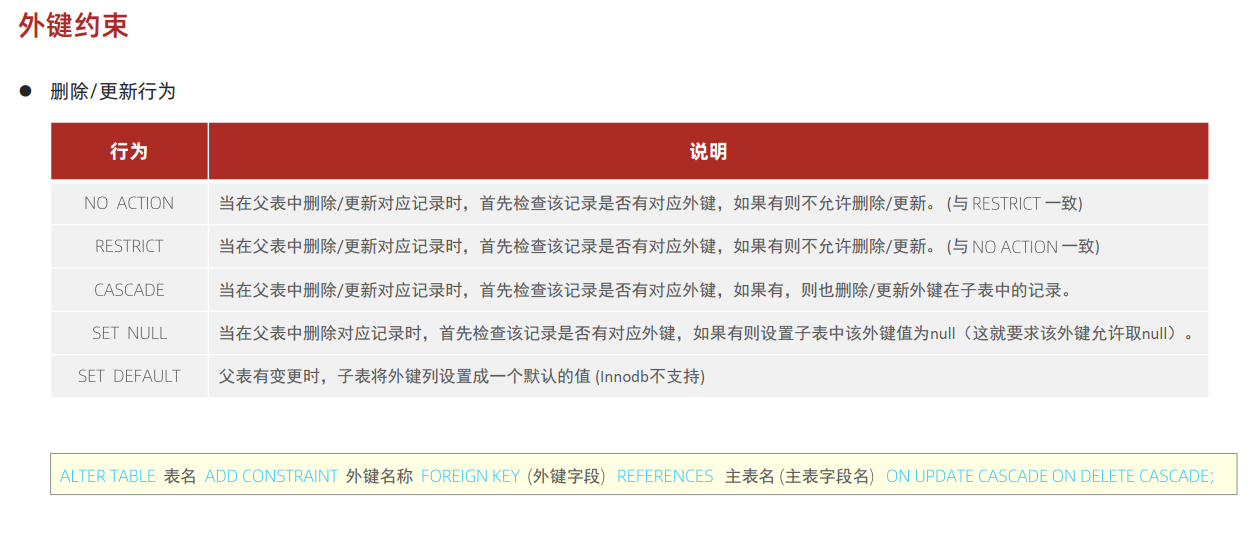 外键约束
● 删除/更新行为
行为 说明
NO ACTION 当在父表中删除/更新对应记录时，首先检查该记录是否有对应外键，如果有则不允许删除/更新。 (与 RESTRICT 一致)
RESTRICT 当在父表中删除/更新对应记录时，首先检查该记录是否有对应外键，如果有则不允许删除/更新。 (与 NO ACTION 一致)
CASCADE 当在父表中删除/更新对应记录时，首先检查该记录是否有对应外键，如果有，则也删除/更新外键在子表中的记录。
SET NULL 当在父表中删除对应记录时，首先检查该记录是否有对应外键，如果有则设置子表中该外键值为null（这就要求该外键允许取null）。
SET DEFAULT 父表有变更时，子表将外键列设置成一个默认的值 (Innodb不支持)
ALTER TABLE 表名 ADD CONSTRAINT 外键名称 FOREIGN KEY (外键字段) REFERENCES 主表名 (主表字段名) ON UPDATE CASCADE ON DELETE CASCADE;